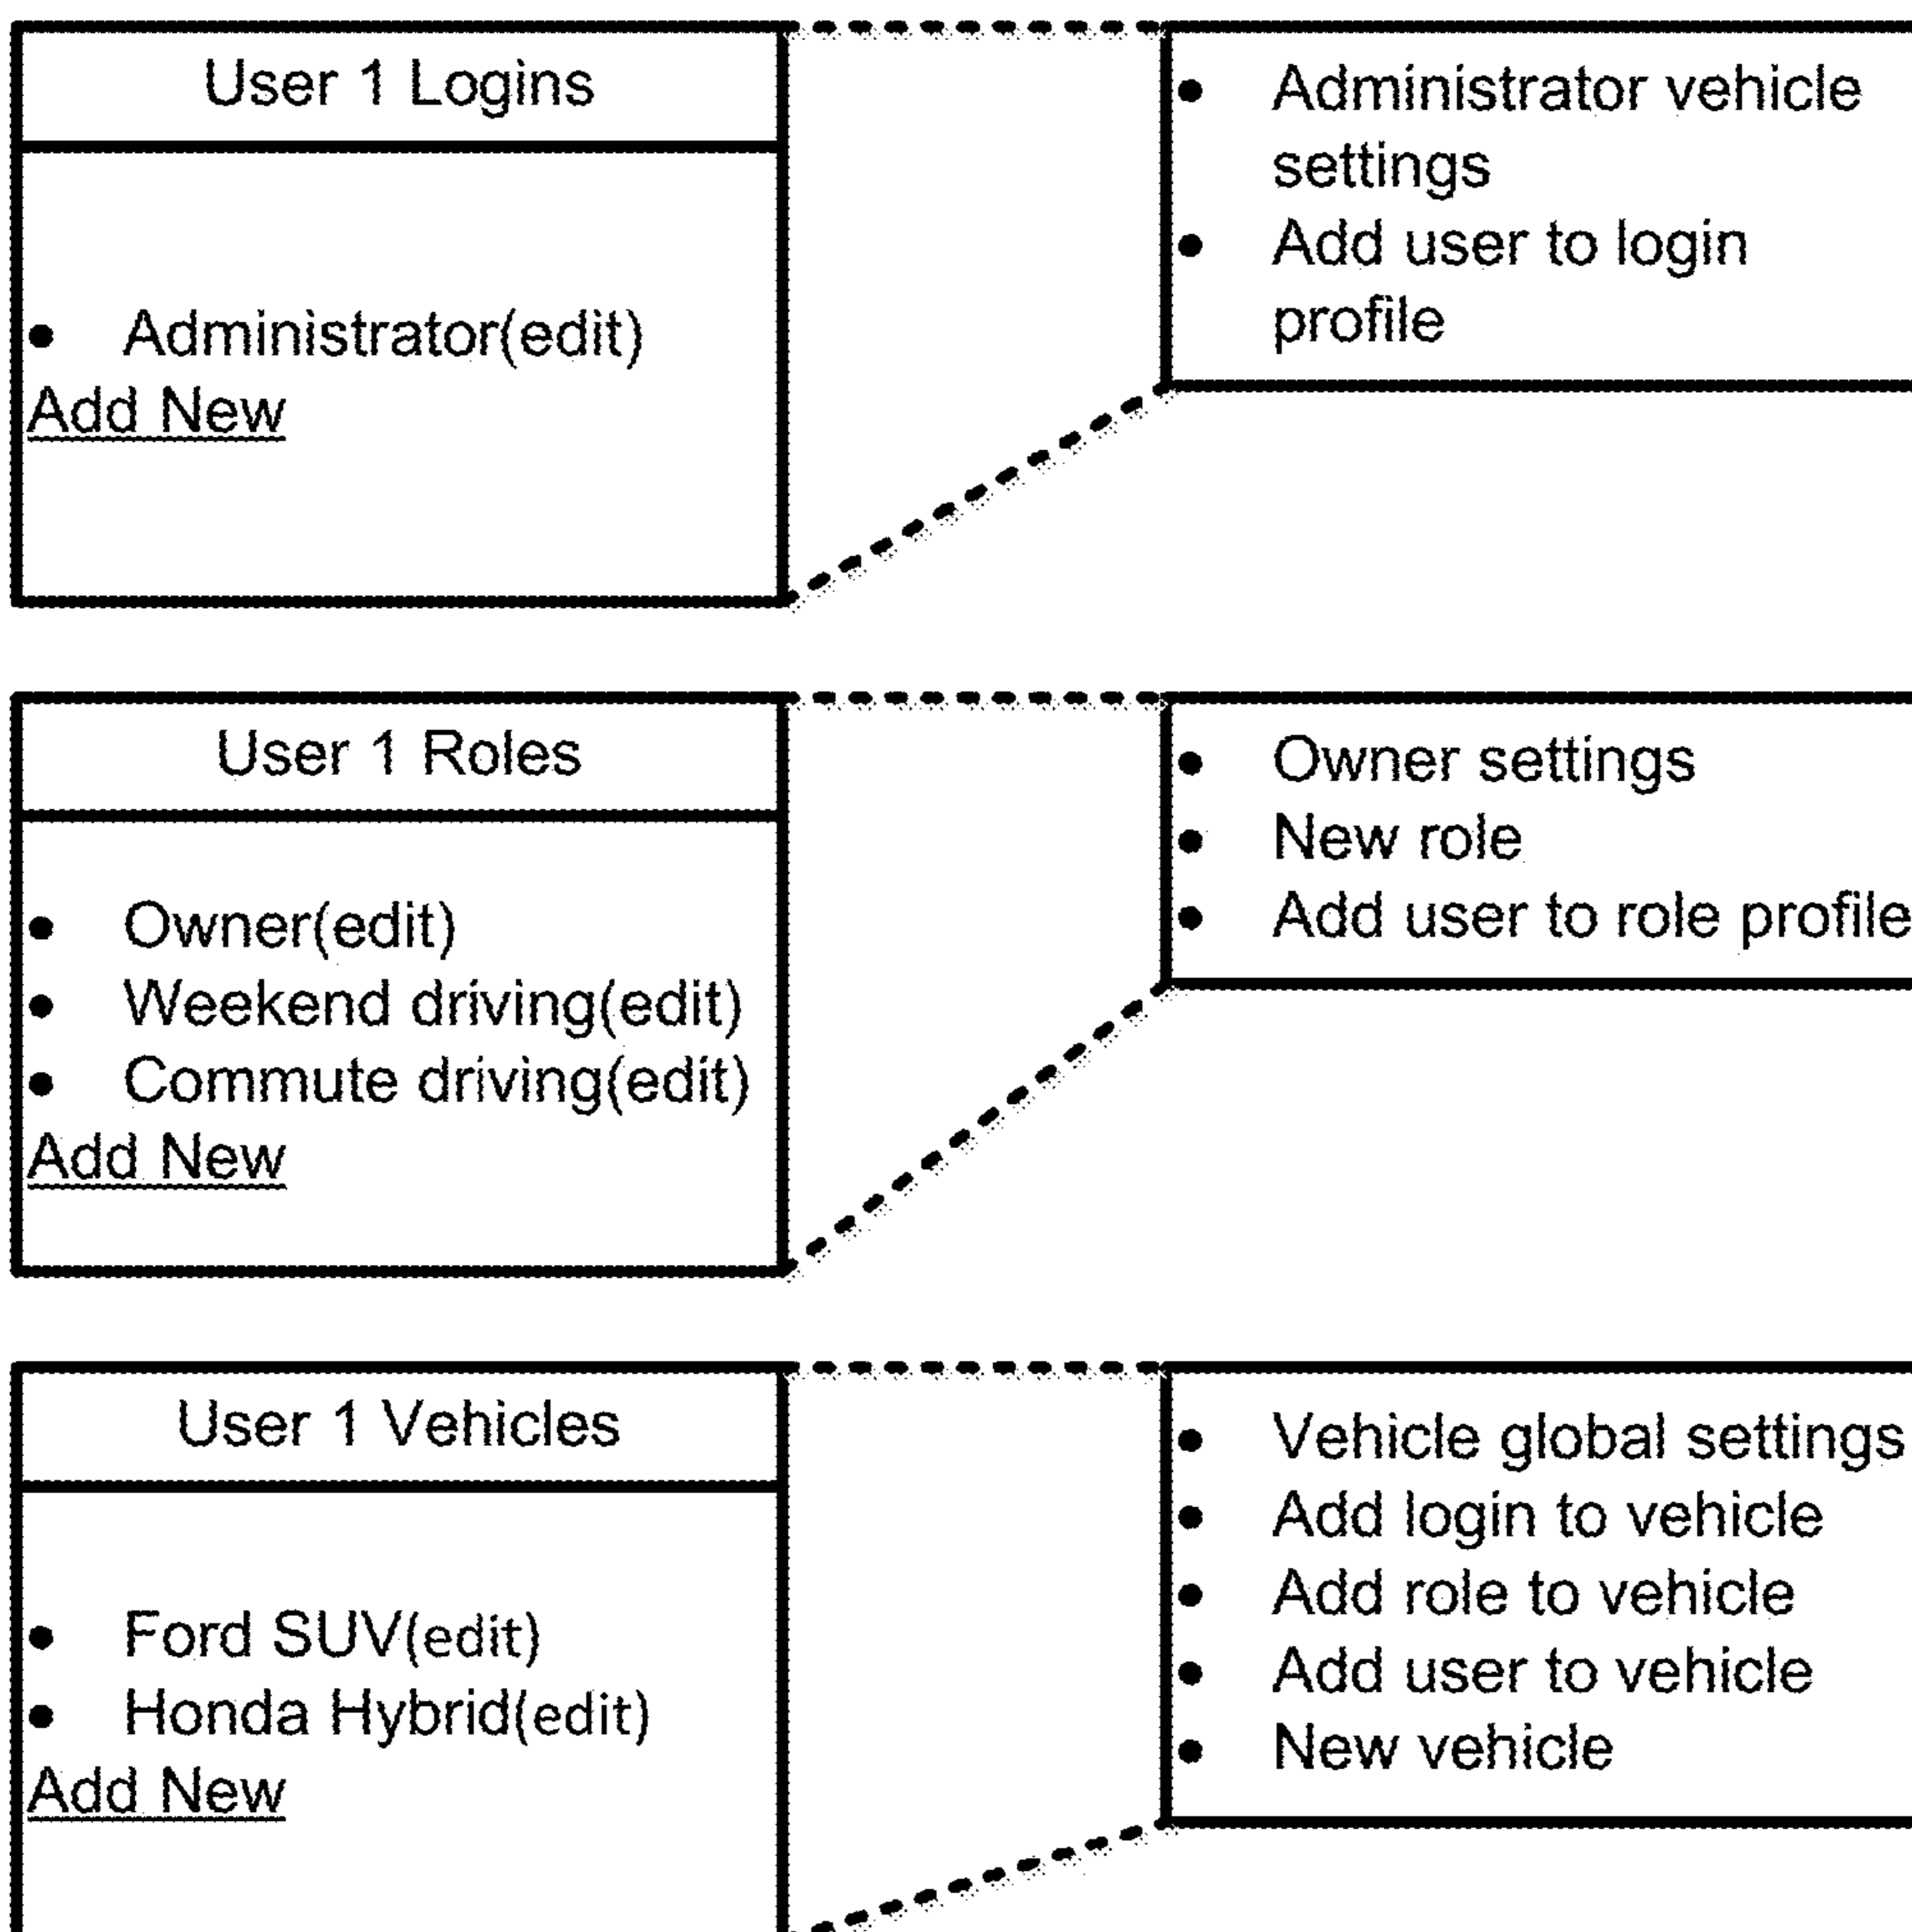 User 1 Logins
• Administrator(edit)
Add New
• Administrator vehicle
settings
• Add user to login
profile
User 1 Roles
• Owner(edit)
• Weekend driving(edit)
• Commute driving(edit)
Add New
• Owner settings
• New role
• Add user to role profile
User 1 Vehicles
• Ford SUV(edit)
• Honda Hybrid(edit)
Add New
• Vehicle global settings
• Add login to vehicle
• Add role to vehicle
• Add user to vehicle
• New vehicle